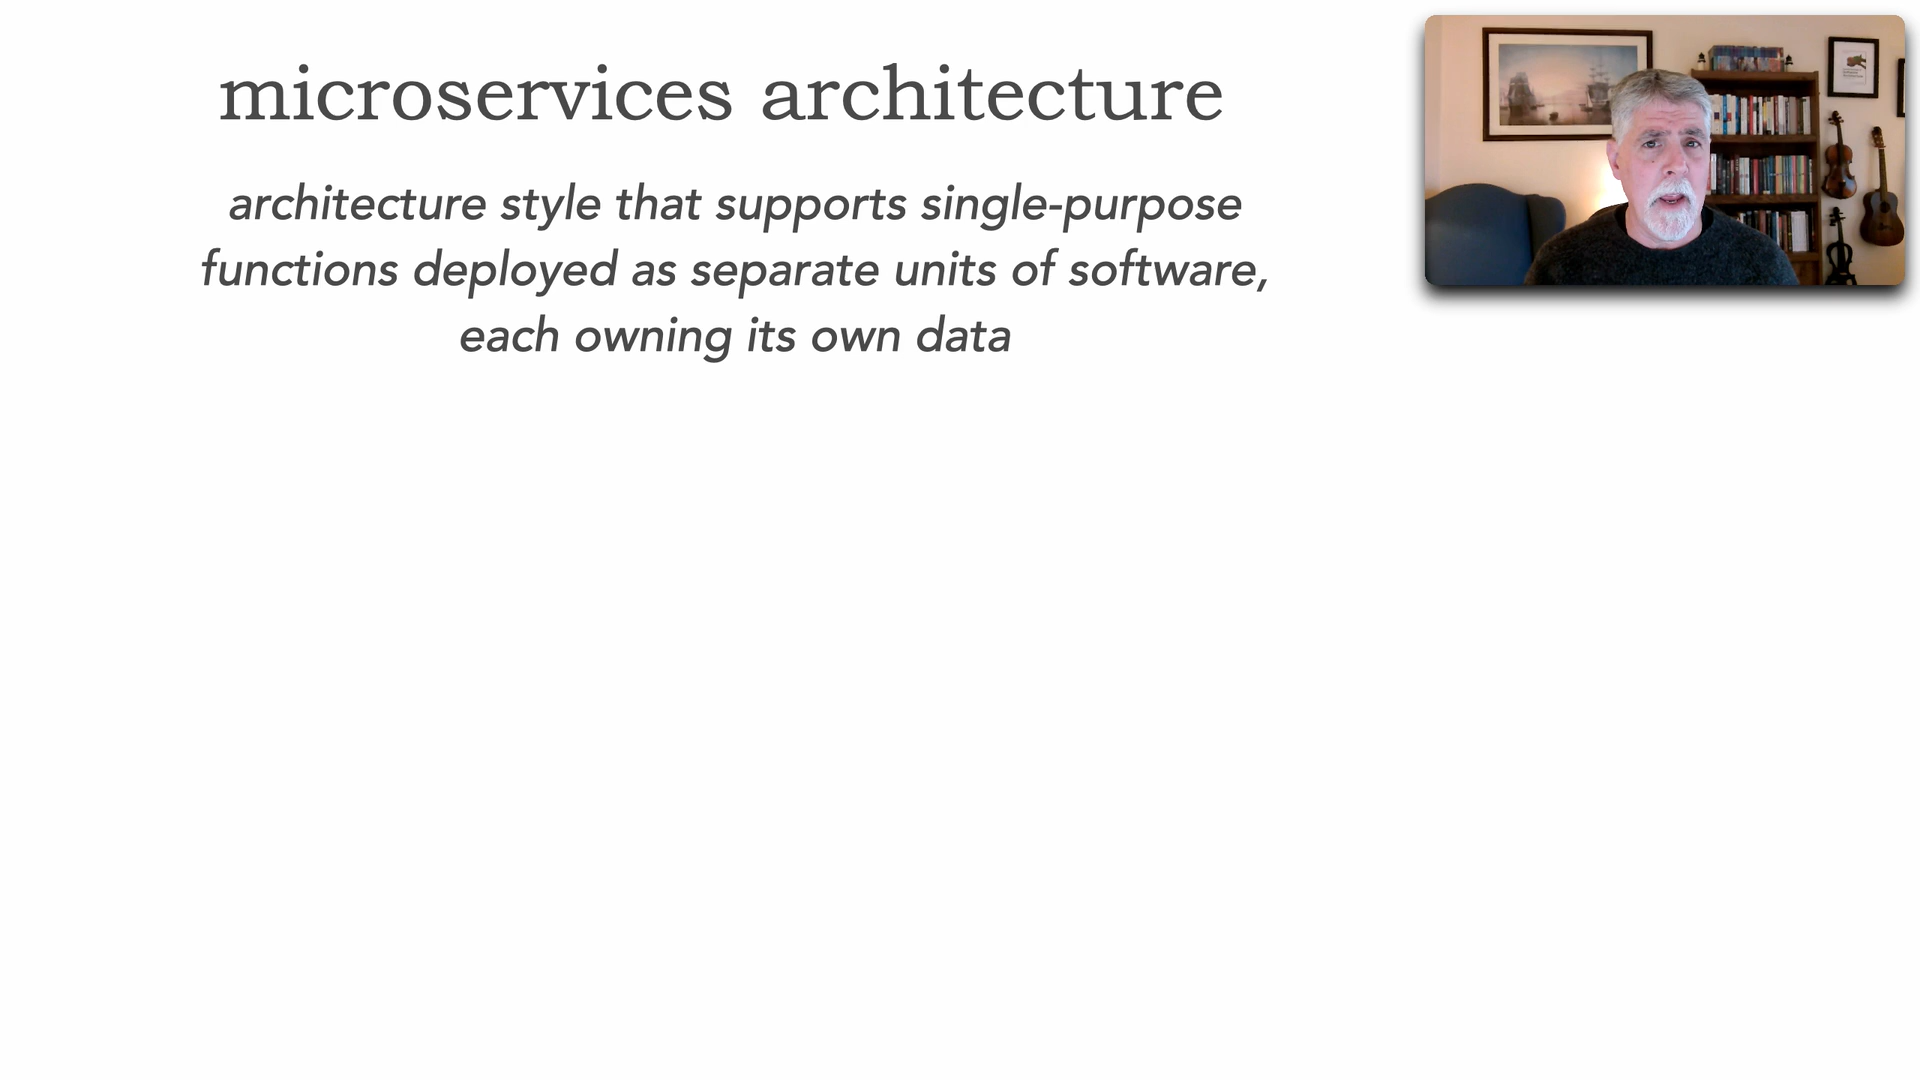 microservices architecture
architecture style that supports single-purpose
functions deployed as separate units of software,
each owning its own data